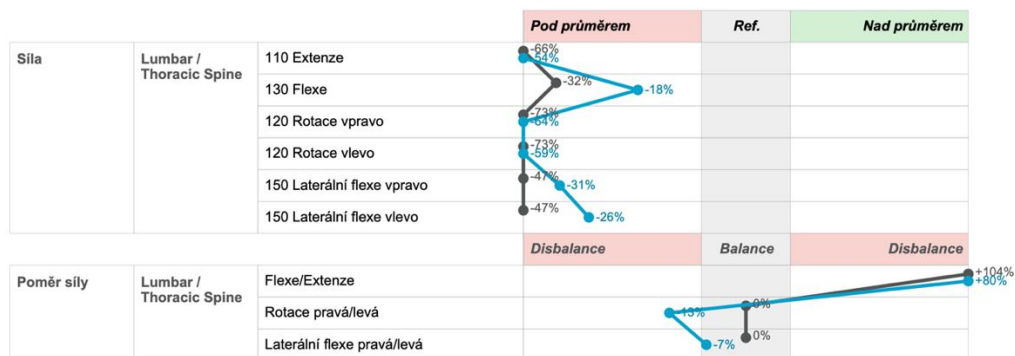 Pod průměrem Ref. Nad průměrem
Síla Lumbar / Thoracic Spine 110 Extenze -66% -54%
130 Flexe -32% -18%
120 Rotace vpravo -73% -64%
120 Rotace vlevo -73% -59%
150 Laterální flexe vpravo -47% -31%
150 Laterální flexe vlevo -47% -26%
Disbalance Balance Disbalance
Poměr síly Lumbar / Thoracic Spine Flexe/Extenze +104% +80%
Rotace pravá/levá 0% -13%
Laterální flexe pravá/levá 0% -7%